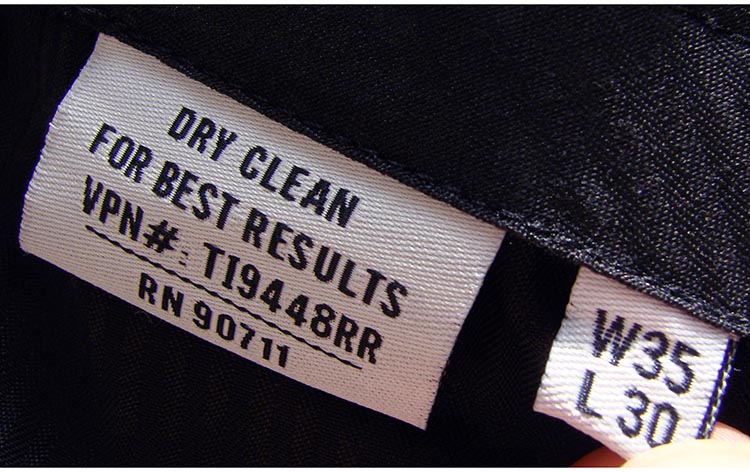 DRY CLEAN
FOR BEST RESULTS
VPN#: TI9448RR
RN 90711
W35
L 30